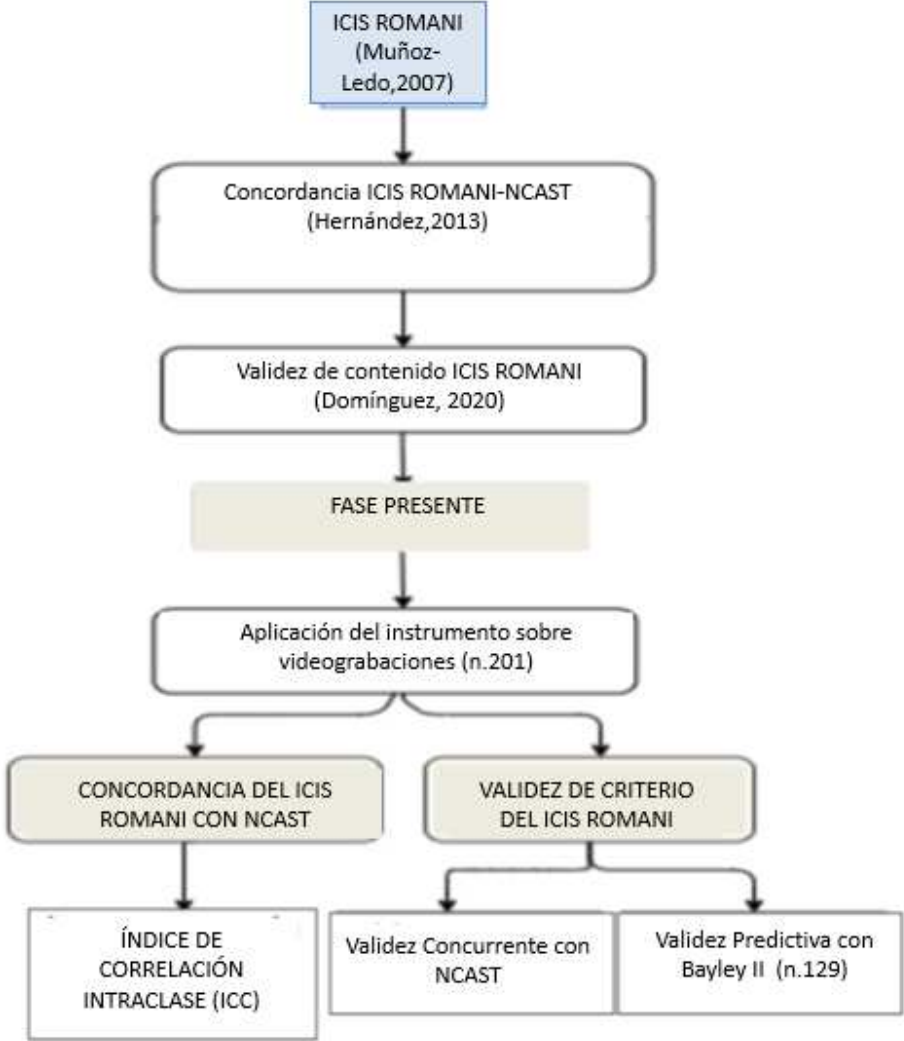 ICIS ROMANI
(Muñoz-
Ledo,2007)
Concordancia ICIS ROMANI-NCAST
(Hernández,2013)
Validez de contenido ICIS ROMANI
(Domínguez, 2020)
FASE PRESENTE
Aplicación del instrumento sobre
videograbaciones (n.201)
CONCORDANCIA DEL ICIS
ROMANI CON NCAST
VALIDEZ DE CRITERIO
DEL ICIS ROMANI
ÍNDICE DE
CORRELACIÓN
INTRACLASE (ICC)
Validez Concurrente con
NCAST
Validez Predictiva con
Bayley II (n.129)